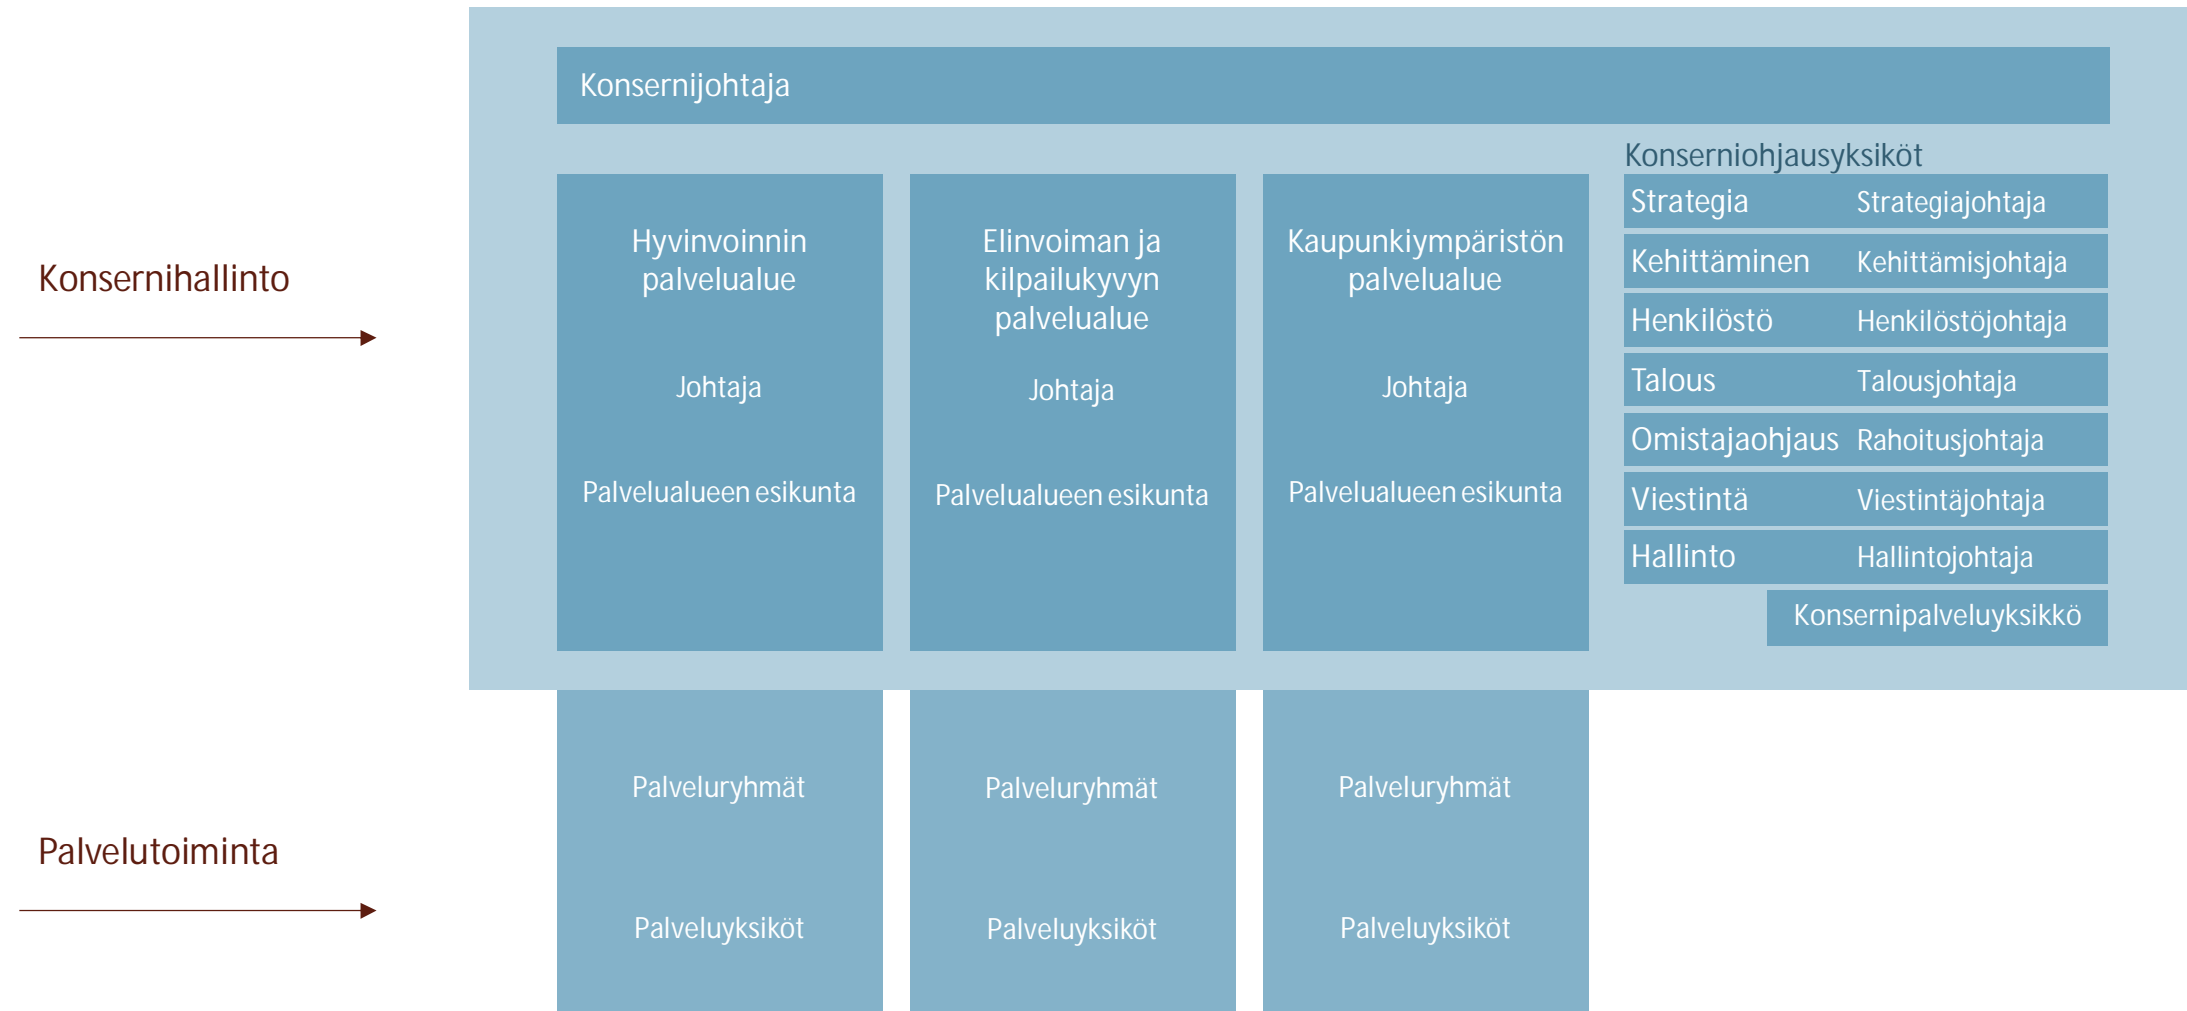 Konsernijohtaja
Konsernihallinto
Hyvinvoinnin
palvelualue
Johtaja
Palvelualueen esikunta
Elinvoiman ja
kilpailukyvyn
palvelualue
Johtaja
Palvelualueen esikunta
Kaupunkiympäristön
palvelualue
Johtaja
Palvelualueen esikunta
Konserniohjausyksiköt
Strategia Strategiajohtaja
Kehittäminen Kehittämisjohtaja
Henkilöstö Henkilöstöjohtaja
Talous Talousjohtaja
Omistajaohjaus Rahoitusjohtaja
Viestintä Viestintäjohtaja
Hallinto Hallintojohtaja
Konsernipalveluyksikkö
Palvelutoiminta
Palveluryhmät
Palveluyksiköt
Palveluryhmät
Palveluyksiköt
Palveluryhmät
Palveluyksiköt